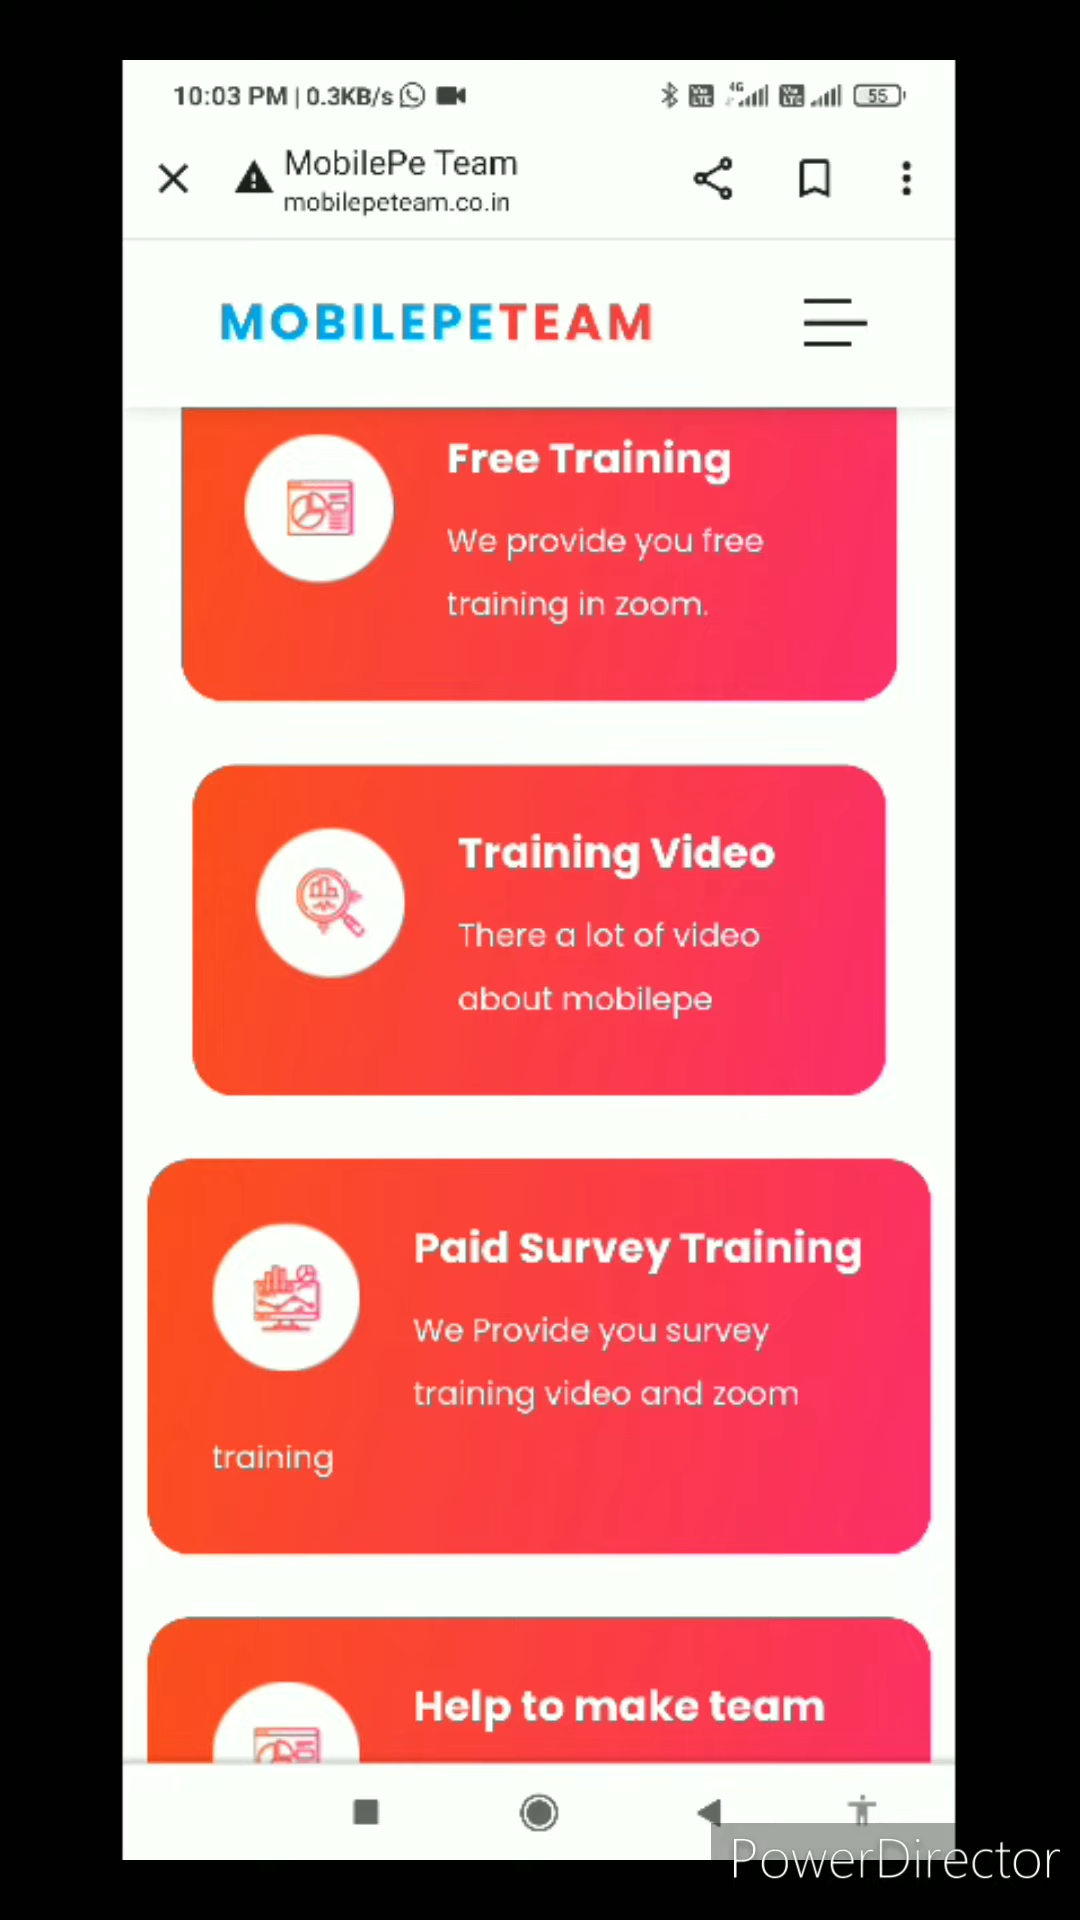 10:03 PM | 0.3KB/s
4G
55
MobilePe Team
mobilepeteam.co.in
MOBILEPETEAM
Free Training
We provide you free
training in zoom.
Training Video
There a lot of video
about mobilepe
Paid Survey Training
We Provide you survey
training video and zoom
training
Help to make team
PowerDirector